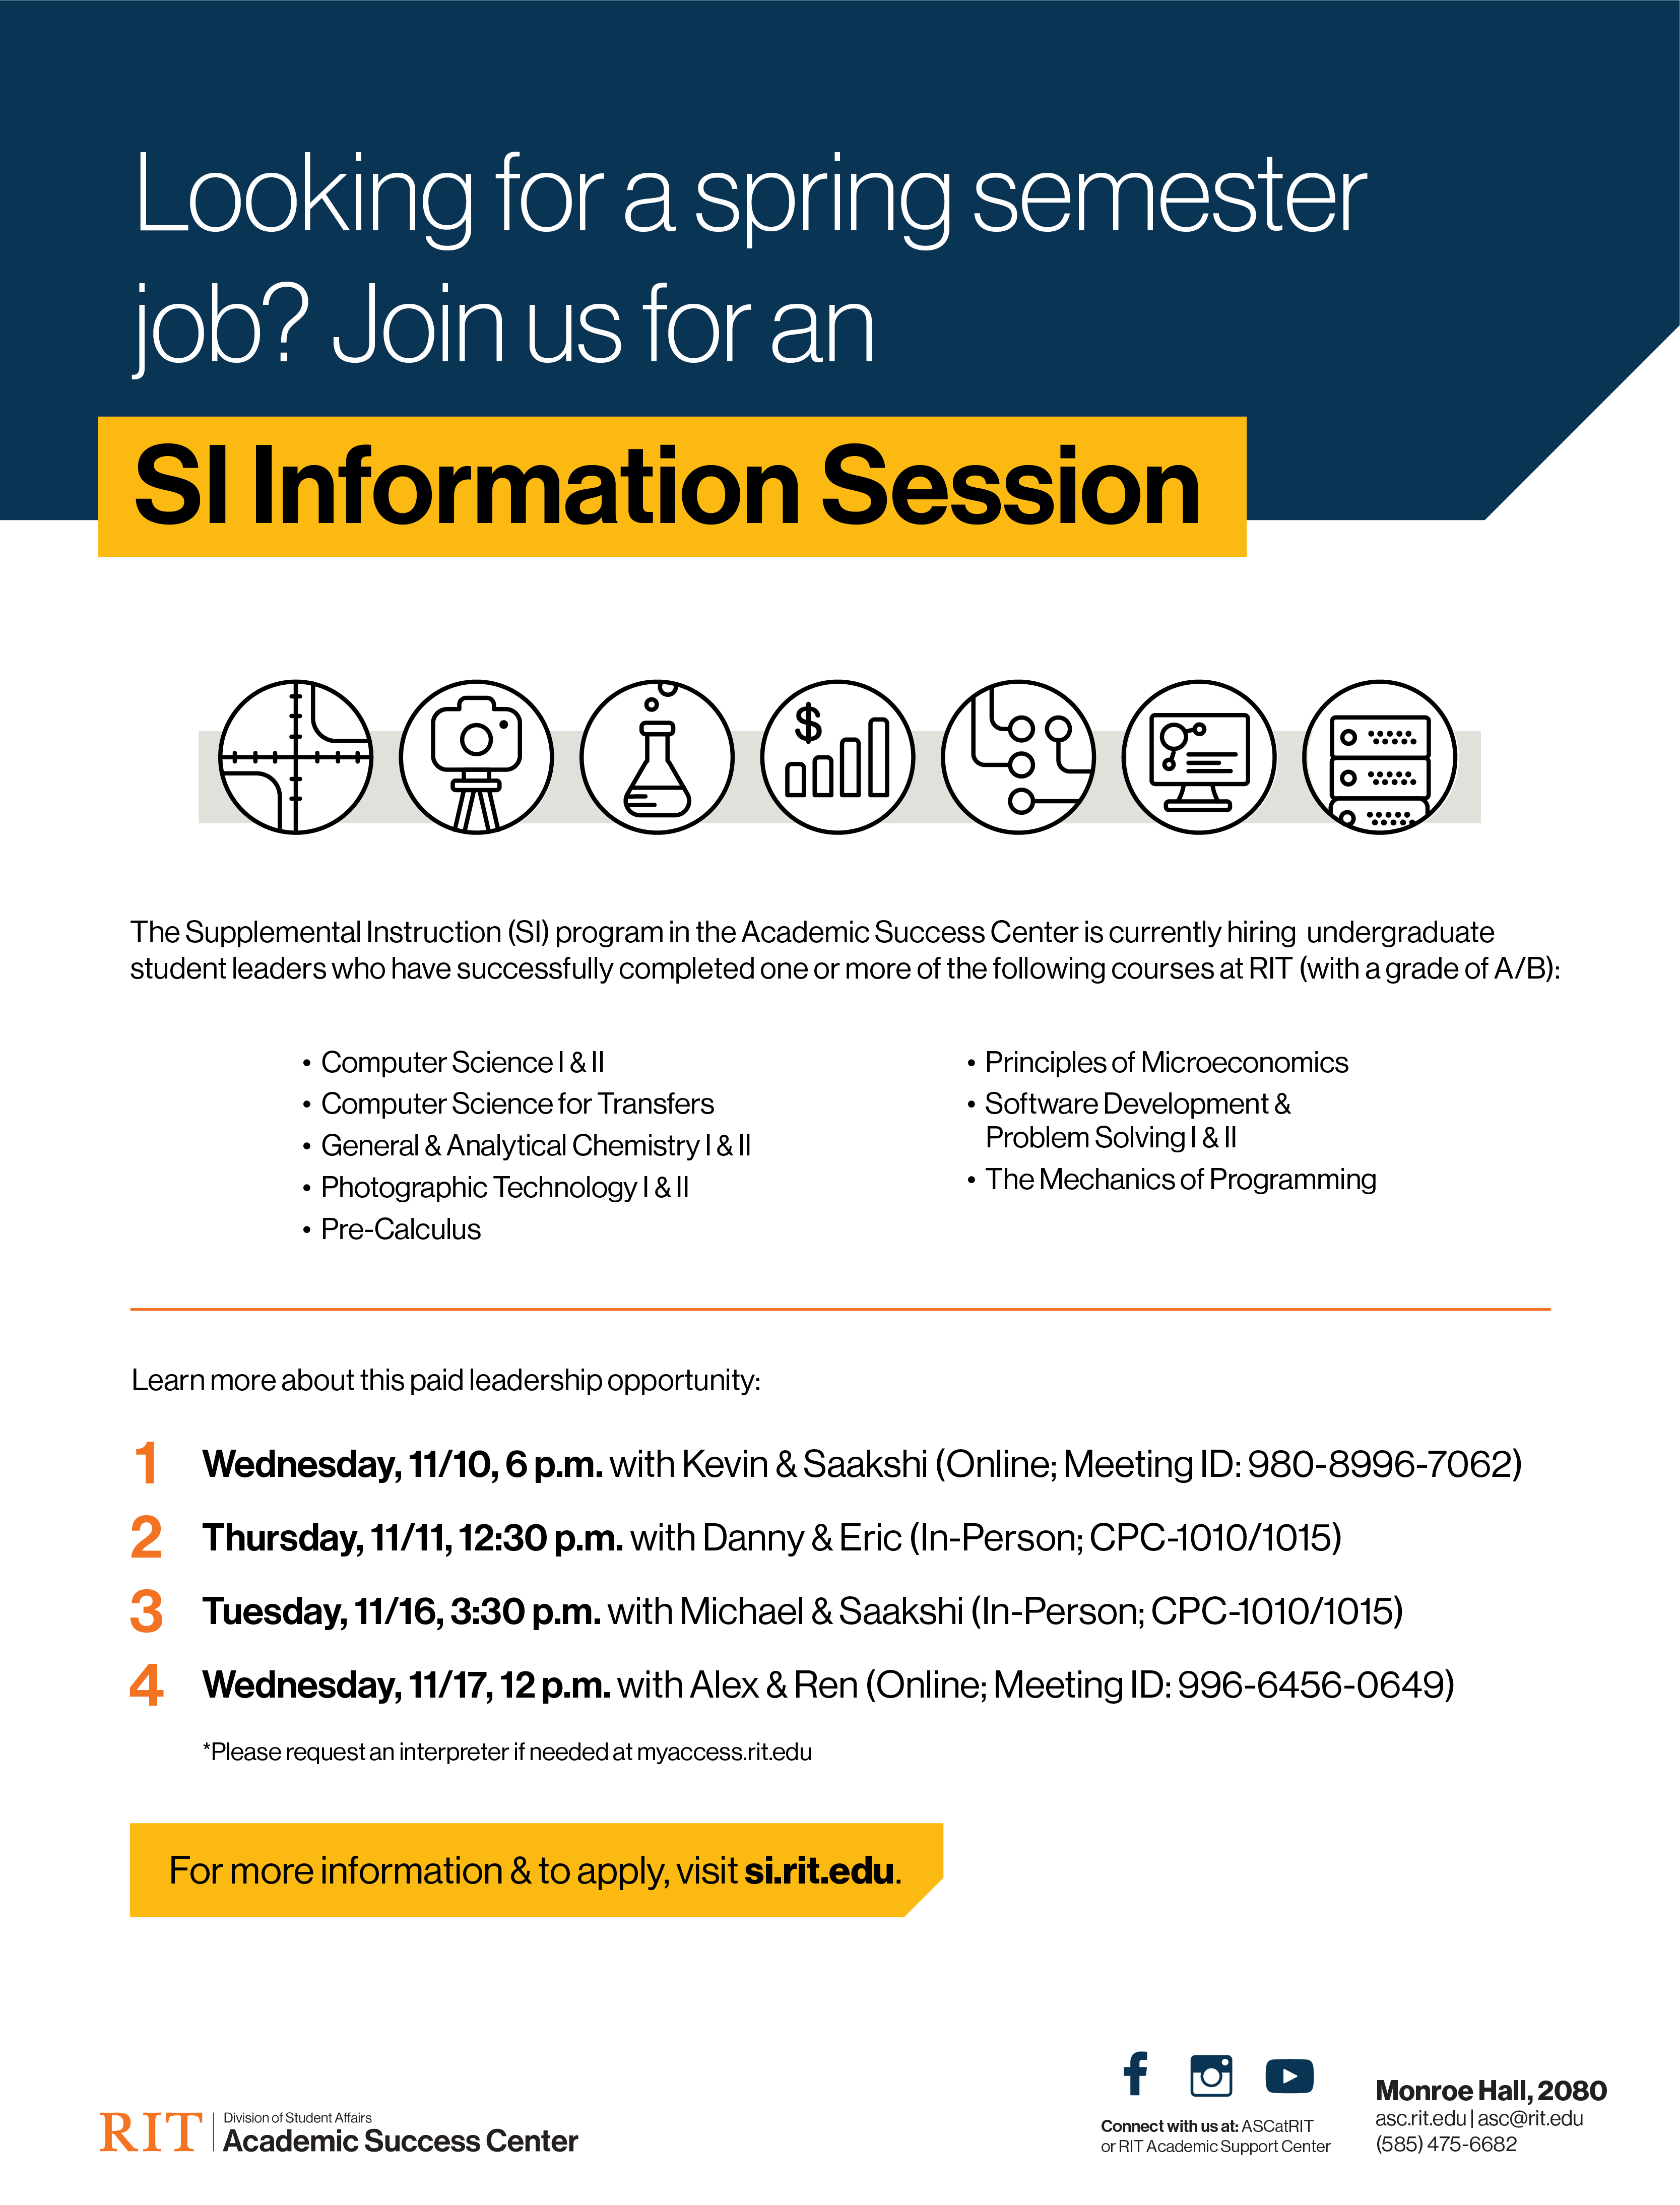 Looking for a spring semester
job? Join us for an
SI Information Session
$
The Supplemental Instruction (SI) program in the Academic Success Center is currently hiring undergraduate
student leaders who have successfully completed one or more of the following courses at RIT (with a grade of A/B):
• Computer Science I & II
• Computer Science for Transfers
• General & Analytical Chemistry I & II
• Photographic Technology I & II
• Pre-Calculus
• Principles of Microeconomics
• Software Development &
Problem Solving I & II
• The Mechanics of Programming
Learn more about this paid leadership opportunity:
1 Wednesday, 11/10, 6 p.m. with Kevin & Saakshi (Online; Meeting ID: 980-8996-7062)
2 Thursday, 11/11, 12:30 p.m. with Danny & Eric (In-Person; CPC-1010/1015)
3 Tuesday, 11/16, 3:30 p.m. with Michael & Saakshi (In-Person; CPC-1010/1015)
4 Wednesday, 11/17, 12 p.m. with Alex & Ren (Online; Meeting ID: 996-6456-0649)
*Please request an interpreter if needed at myaccess.rit.edu
For more information & to apply, visit si.rit.edu.
RIT
Division of Student Affairs
Academic Success Center
Connect with us at: ASCatRIT
or RIT Academic Support Center
Monroe Hall, 2080
asc.rit.edu | asc@rit.edu
(585) 475-6682